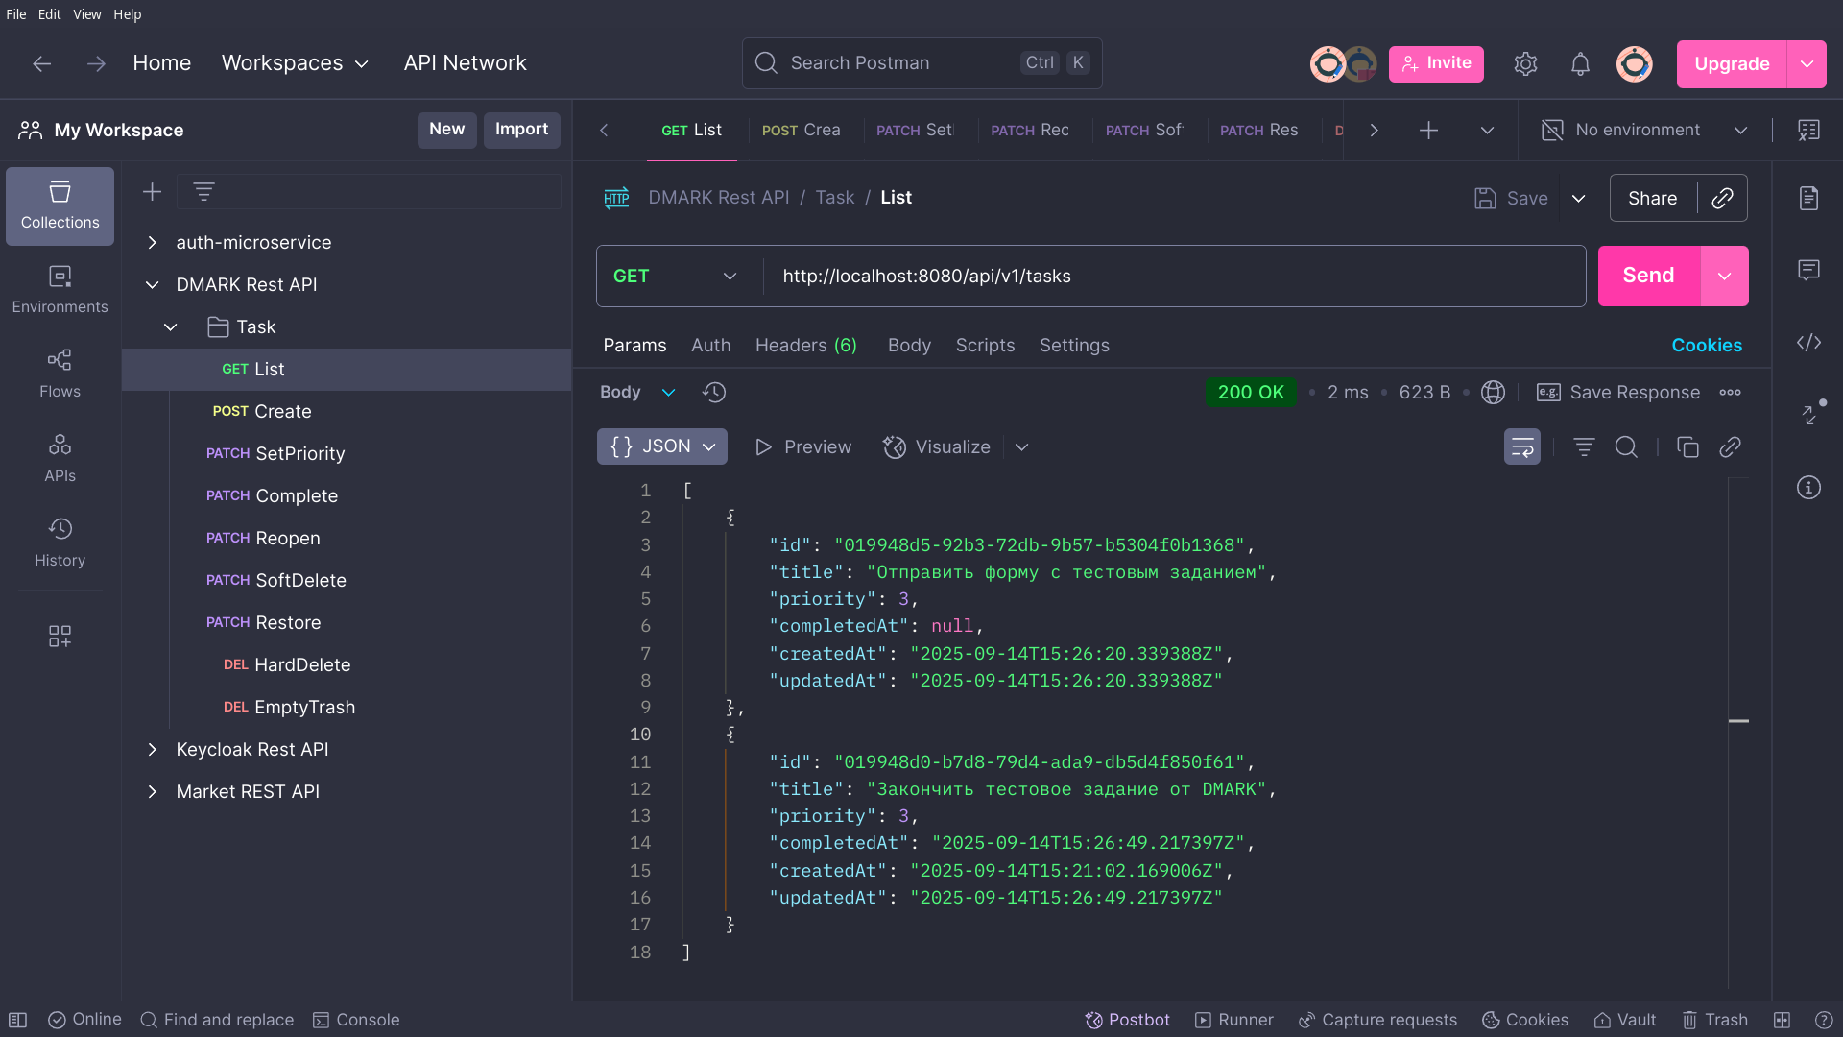 File Edit View Help
Home Workspaces API Network
Search Postman Ctrl K
Invite
Upgrade
My Workspace
New Import
GET List
POST Crea
PATCH Set
PATCH Rec
PATCH Sof
PATCH Res
No environment
Collections
Environments
Flows
APIs
History
auth-microservice
DMARK Rest API
Task
GET List
POST Create
PATCH SetPriority
PATCH Complete
PATCH Reopen
PATCH SoftDelete
PATCH Restore
DEL HardDelete
DEL EmptyTrash
Keycloak Rest API
Market REST API
HTTP DMARK Rest API / Task / List
Save
Share
GET http://localhost:8080/api/v1/tasks
Send
Params Auth Headers (6) Body Scripts Settings
Cookies
Body
200 OK • 2 ms • 623 B •
e.g. Save Response
{} JSON Preview Visualize
1 [
2 {
3 "id": "019948d5-92b3-72db-9b57-b5304f0b1368",
4 "title": "Отправить форму с тестовым заданием",
5 "priority": 3,
6 "completedAt": null,
7 "createdAt": "2025-09-14T15:26:20.339388Z",
8 "updatedAt": "2025-09-14T15:26:20.339388Z"
9 },
10 {
11 "id": "019948d0-b7d8-79d4-ada9-db5d4f850f61",
12 "title": "Закончить тестовое задание от DMARK",
13 "priority": 3,
14 "completedAt": "2025-09-14T15:26:49.217397Z",
15 "createdAt": "2025-09-14T15:21:02.169006Z",
16 "updatedAt": "2025-09-14T15:26:49.217397Z"
17 }
18 ]
Online Find and replace Console
Postbot Runner Capture requests Cookies Vault Trash